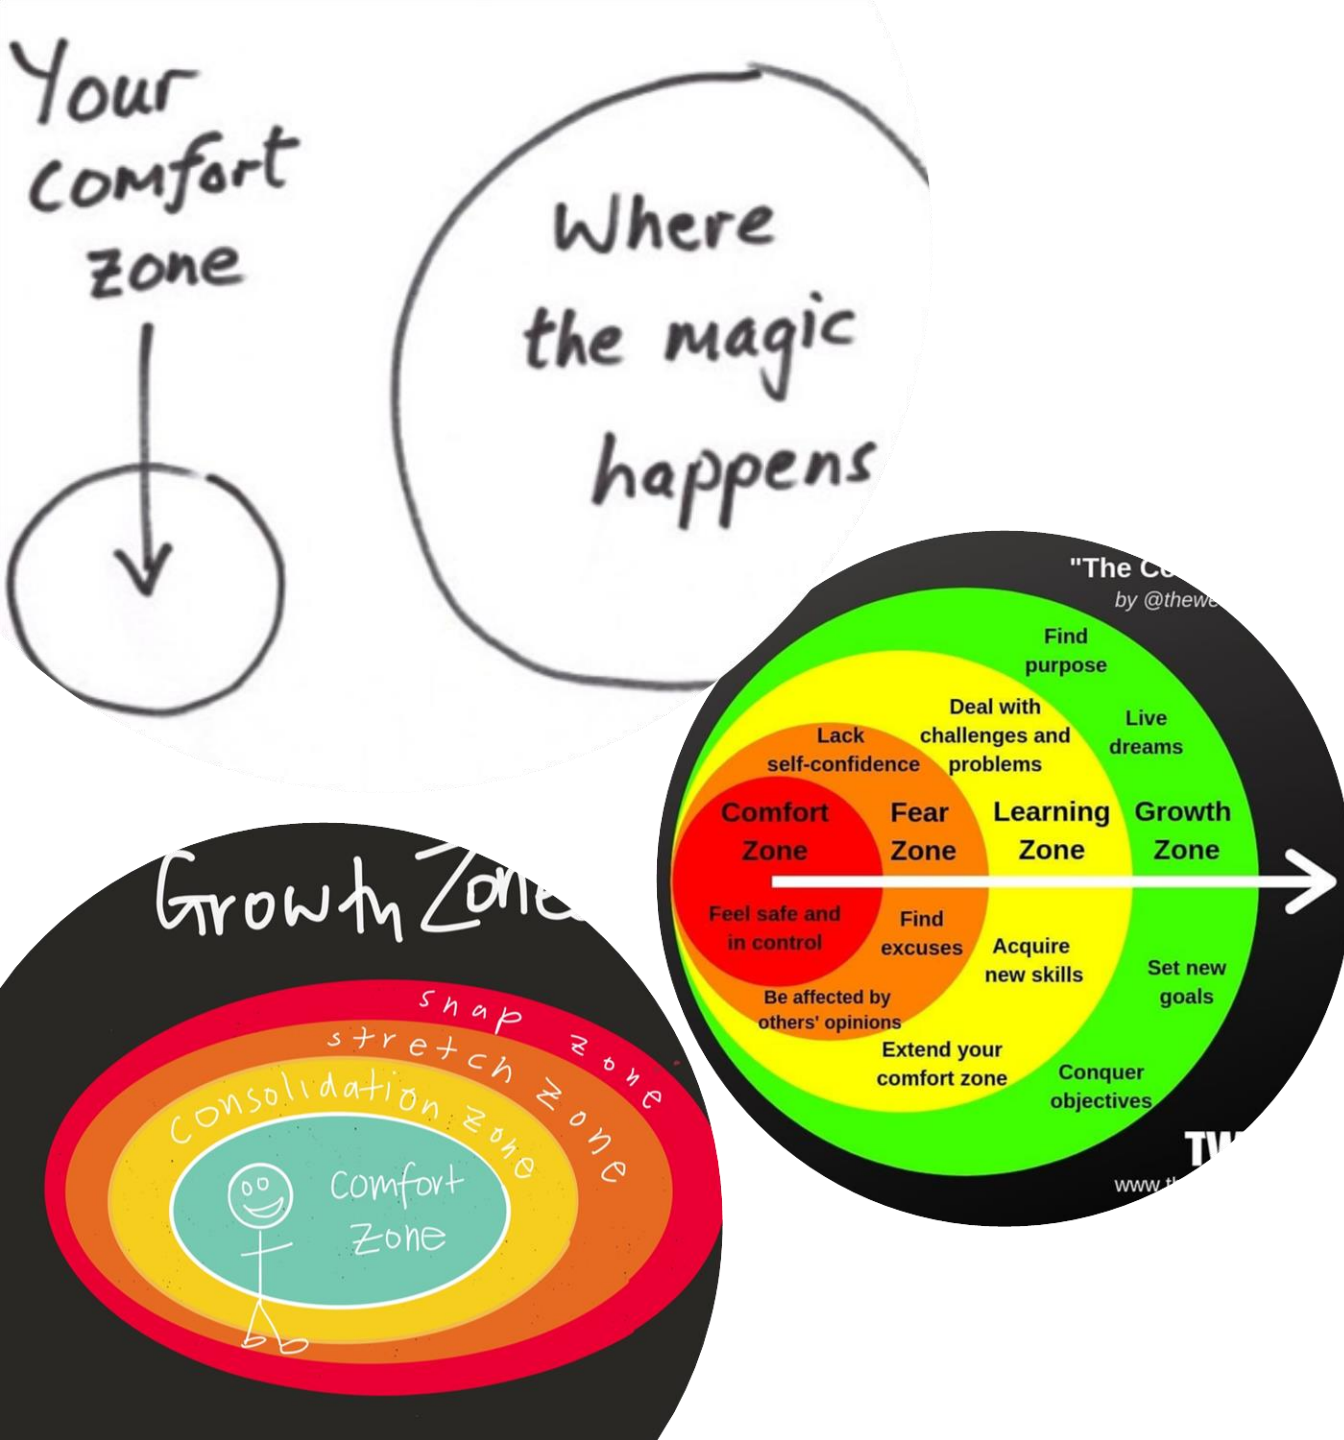 Your
comfort
zone
Where
the magic
happens
"The
by
Find
purpose
Live
dreams
Deal with
challenges and
problems
Lack
self-confidence
Comfort
Zone
Fear
Zone
Learning
Zone
Growth
Zone
Feel safe and
in control
Find
excuses
Acquire
new skills
Set new
goals
Be affected by
others' opinions
Extend your
comfort zone
Conquer
objectives
Growth Zone
snap zone
stretch zone
consolidation zone
comfort
zone